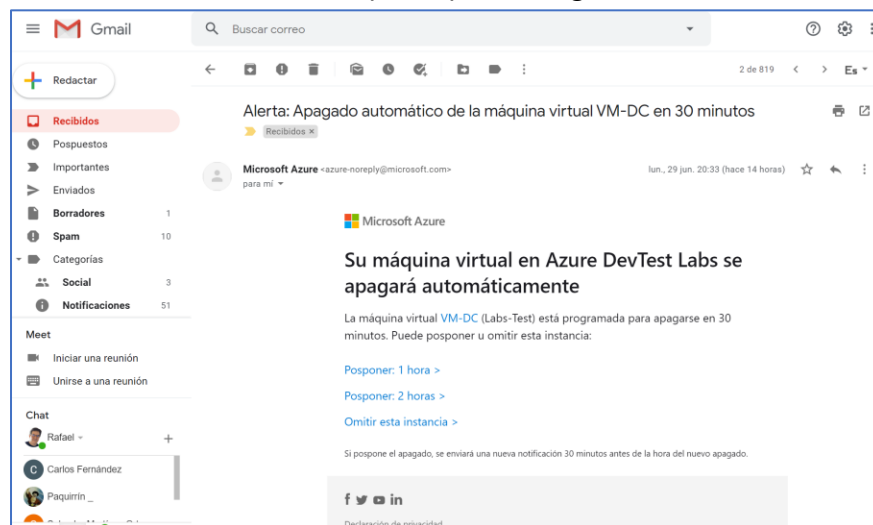 Gmail
Buscar correo
Redactar
2 de 819
Es
Recibidos
Pospuestos
Importantes
Enviados
Borradores 1
Spam 10
Categorías
Social 3
Notificaciones 51
Meet
Iniciar una reunión
Unirse a una reunión
Chat
Rafael
Carlos Fernández
Paquirrín _
Alerta: Apagado automático de la máquina virtual VM-DC en 30 minutos
Recibidos ×
Microsoft Azure <azure-noreply@microsoft.com>
lun., 29 jun. 20:33 (hace 14 horas)
para mí
Microsoft Azure
Su máquina virtual en Azure DevTest Labs se
apagará automáticamente
La máquina virtual VM-DC (Labs-Test) está programada para apagarse en 30
minutos. Puede posponer u omitir esta instancia:
Posponer: 1 hora >
Posponer: 2 horas >
Omitir esta instancia >
Si pospone el apagado, se enviará una nueva notificación 30 minutos antes de la hora del nuevo apagado.
Declaración de privacidad